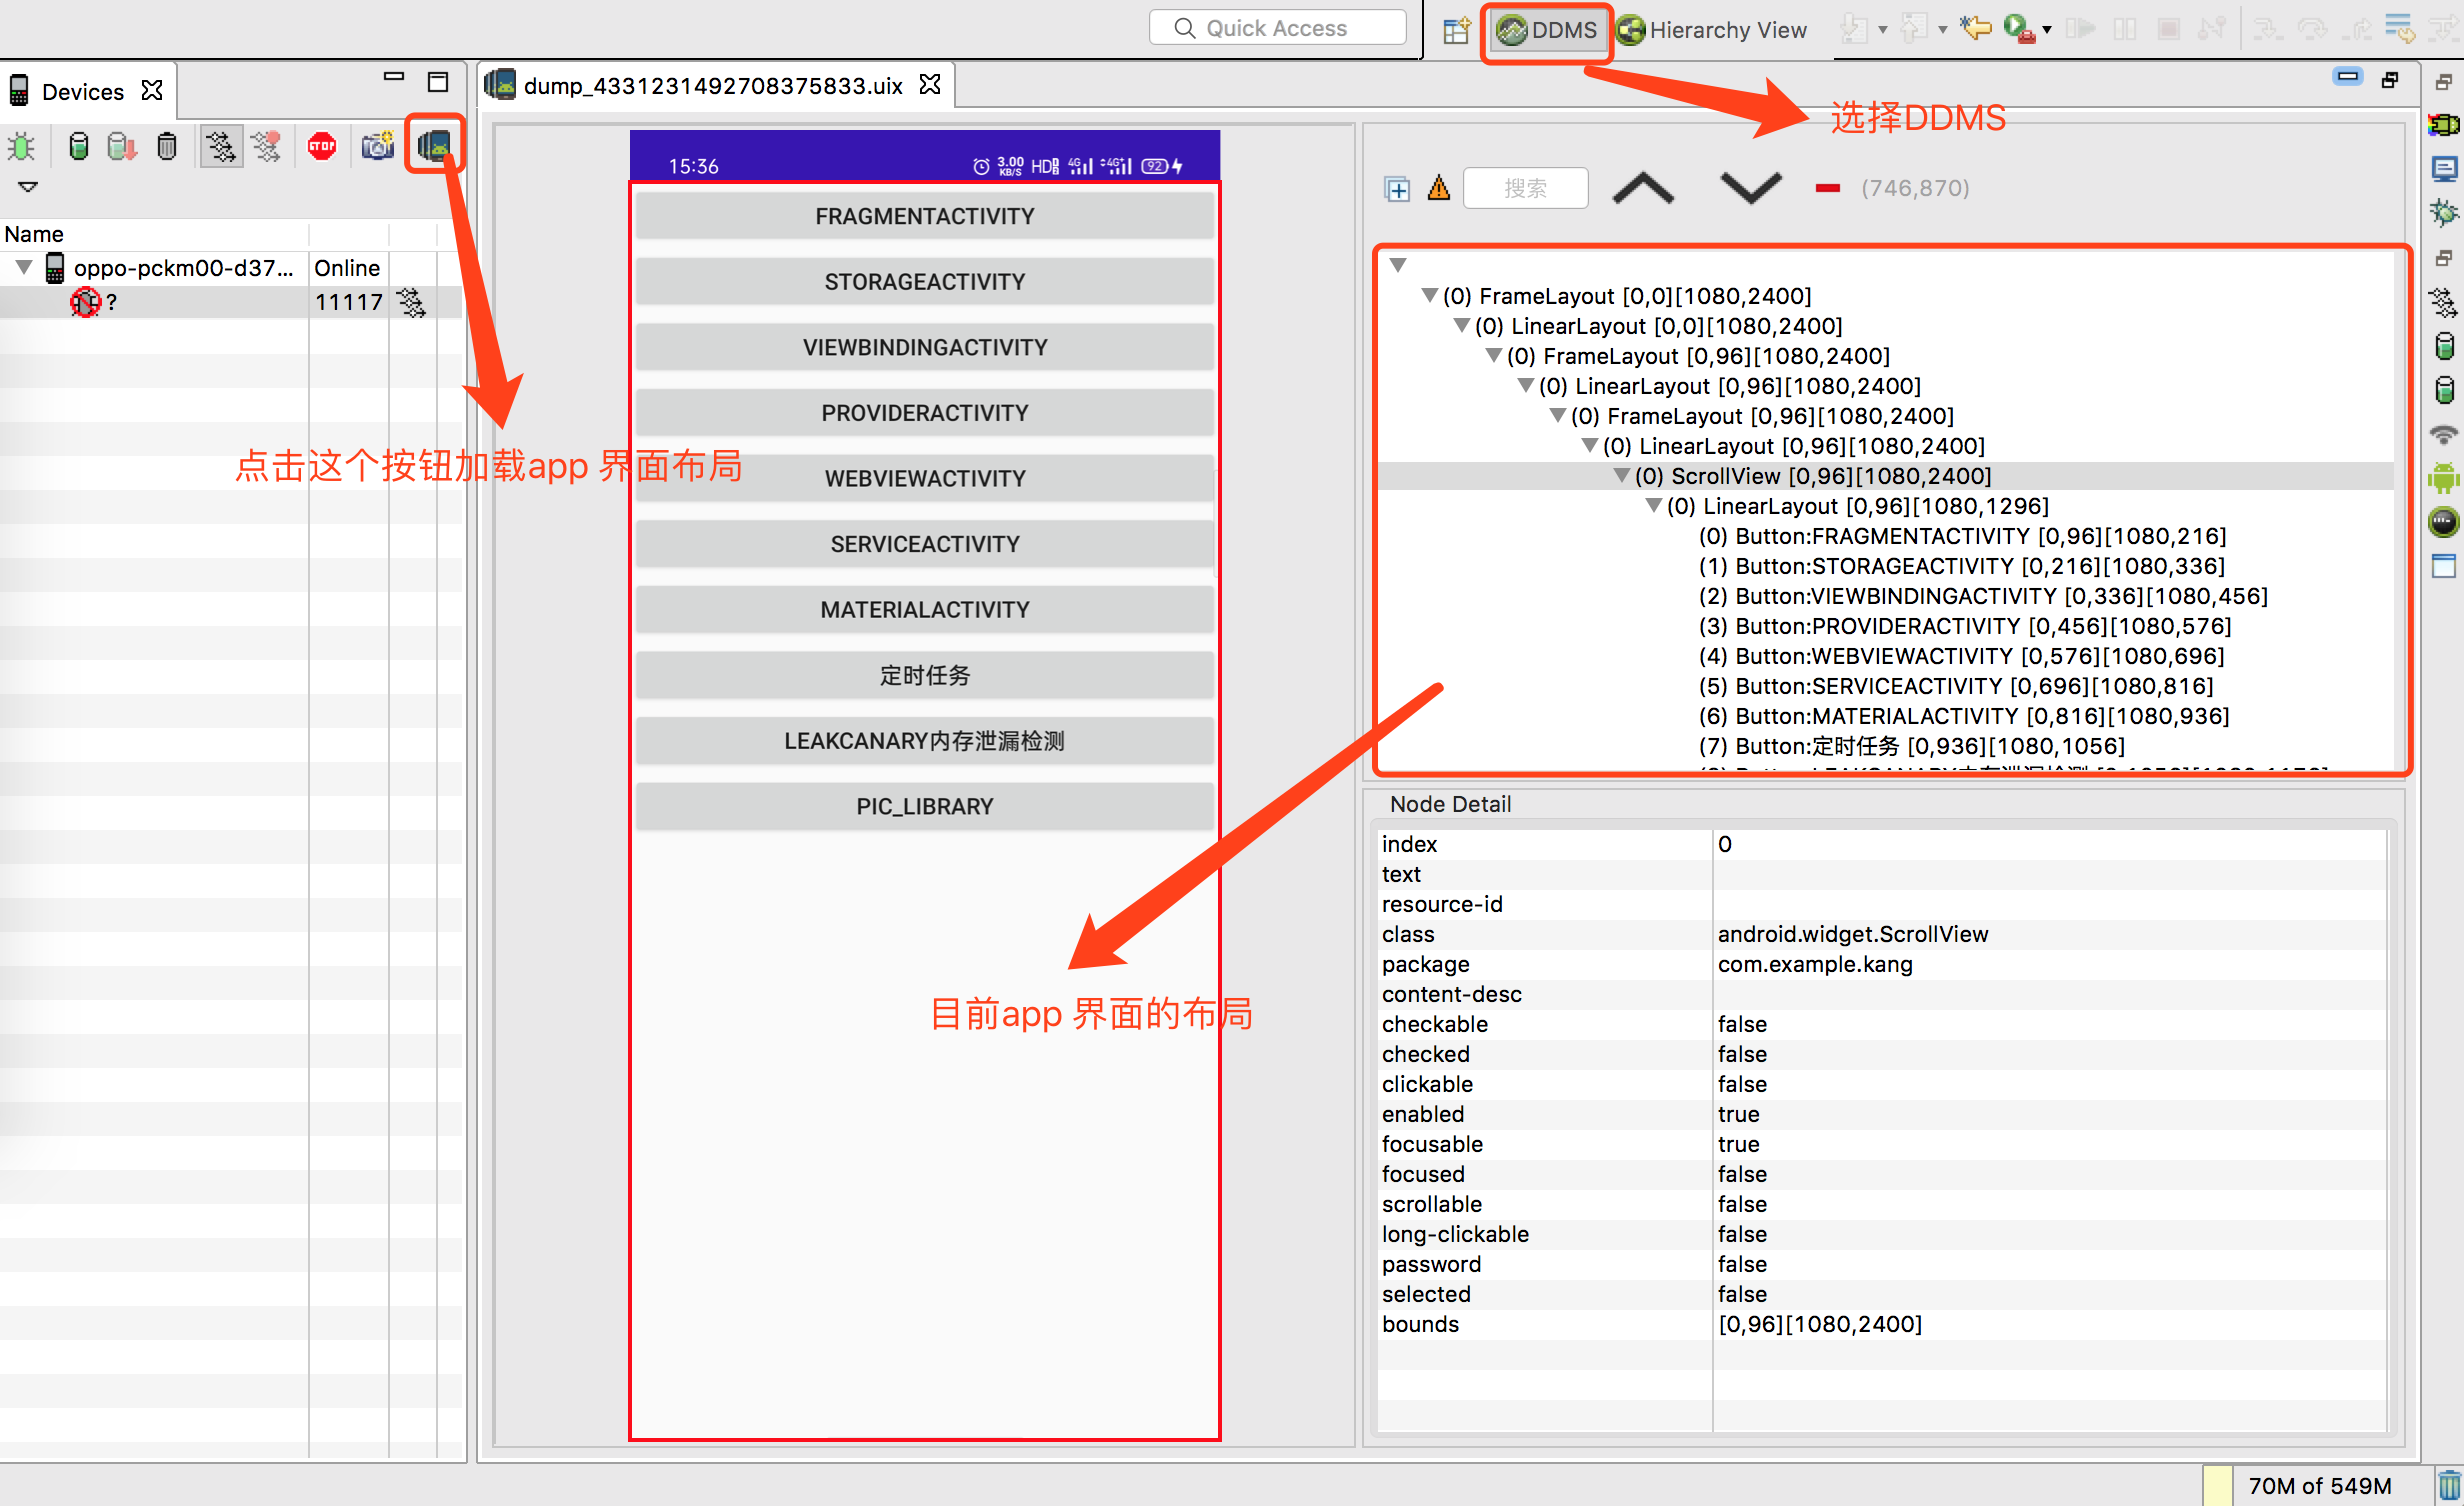 Quick Access
DDMS
Hierarchy View
Devices
dump_4331231492708375833.uix
选择DDMS
STOP
15:36
3.00
KB/S
HD
4G
4G
92
搜索
(746,870)
Name
oppo-pckm00-d37... Online
? 11117
点击这个按钮加载app 界面布局
FRAGMENTACTIVITY
STORAGEACTIVITY
VIEWBINDINGACTIVITY
PROVIDERACTIVITY
WEBVIEWACTIVITY
SERVICEACTIVITY
MATERIALACTIVITY
定时任务
LEAKCANARY内存泄漏检测
PIC_LIBRARY
目前app 界面的布局
(0) FrameLayout [0,0][1080,2400]
(0) LinearLayout [0,0][1080,2400]
(0) FrameLayout [0,96][1080,2400]
(0) LinearLayout [0,96][1080,2400]
(0) FrameLayout [0,96][1080,2400]
(0) LinearLayout [0,96][1080,2400]
(0) ScrollView [0,96][1080,2400]
(0) LinearLayout [0,96][1080,1296]
(0) Button:FRAGMENTACTIVITY [0,96][1080,216]
(1) Button:STORAGEACTIVITY [0,216][1080,336]
(2) Button:VIEWBINDINGACTIVITY [0,336][1080,456]
(3) Button:PROVIDERACTIVITY [0,456][1080,576]
(4) Button:WEBVIEWACTIVITY [0,576][1080,696]
(5) Button:SERVICEACTIVITY [0,696][1080,816]
(6) Button:MATERIALACTIVITY [0,816][1080,936]
(7) Button:定时任务 [0,936][1080,1056]
Node Detail
index 0
text
resource-id
class android.widget.ScrollView
package com.example.kang
content-desc
checkable false
checked false
clickable false
enabled true
focusable true
focused false
scrollable false
long-clickable false
password false
selected false
bounds [0,96][1080,2400]
70M of 549M